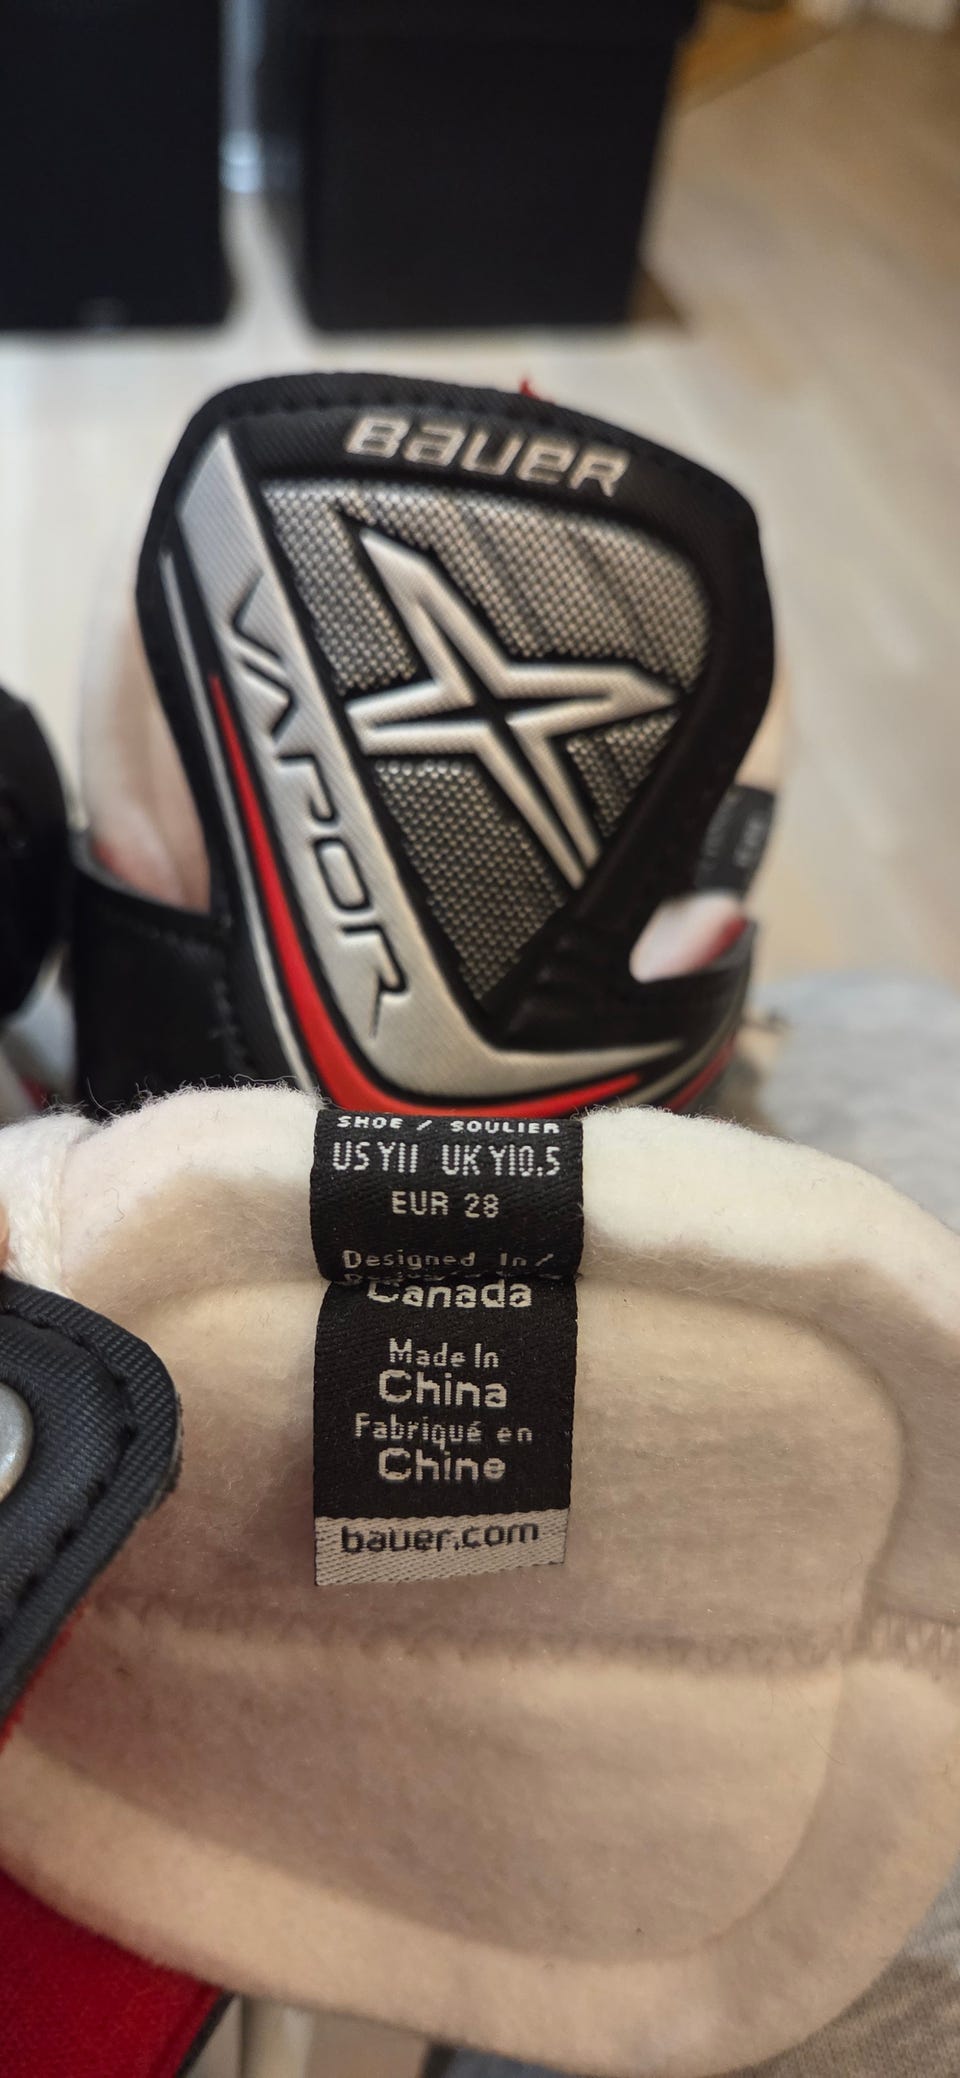 BAUER
VAPOR
SHOE / SOULIER
US Y11 UK Y10.5
EUR 28
Designed In /
Canada
Made In
China
Fabriqué en
Chine
bauer.com